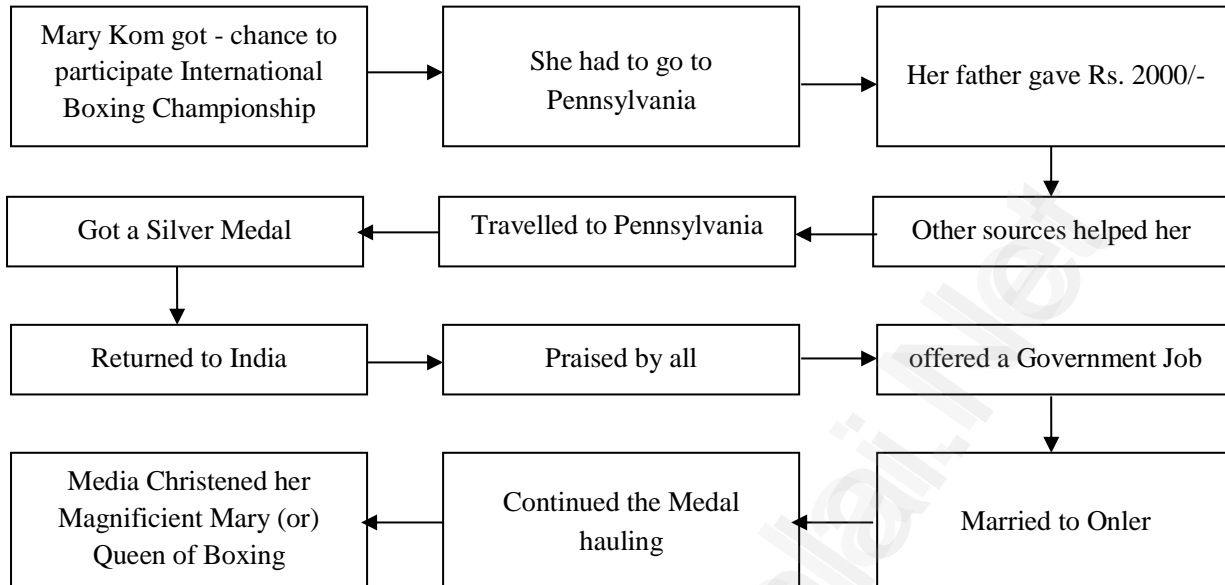 Mary Kom got - chance to
participate International
Boxing Championship
She had to go to
Pennsylvania
Her father gave Rs. 2000/-
Other sources helped her
Travelled to Pennsylvania
Got a Silver Medal
Returned to India
Praised by all
offered a Government Job
Married to Onler
Continued the Medal
hauling
Media Christened her
Magnificient Mary (or)
Queen of Boxing